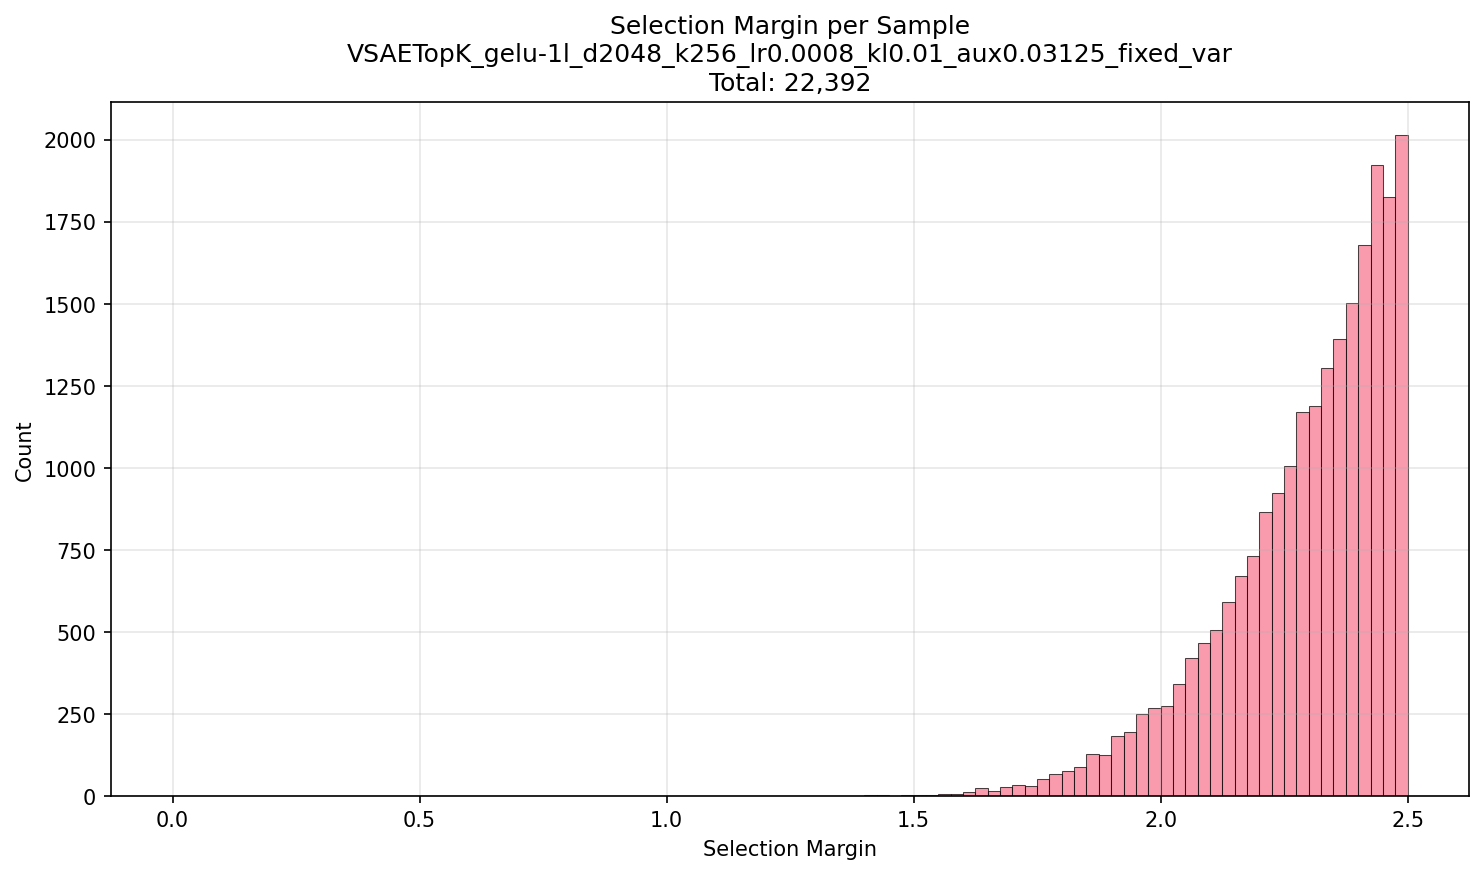 Selection Margin per Sample
VSAETopK_gelu-1l_d2048_k256_lr0.0008_kl0.01_aux0.03125_fixed_var
Total: 22,392
2000
1750
1500
1250
1000
750
500
250
0
Count
0.0 0.5 1.0 1.5 2.0 2.5
Selection Margin